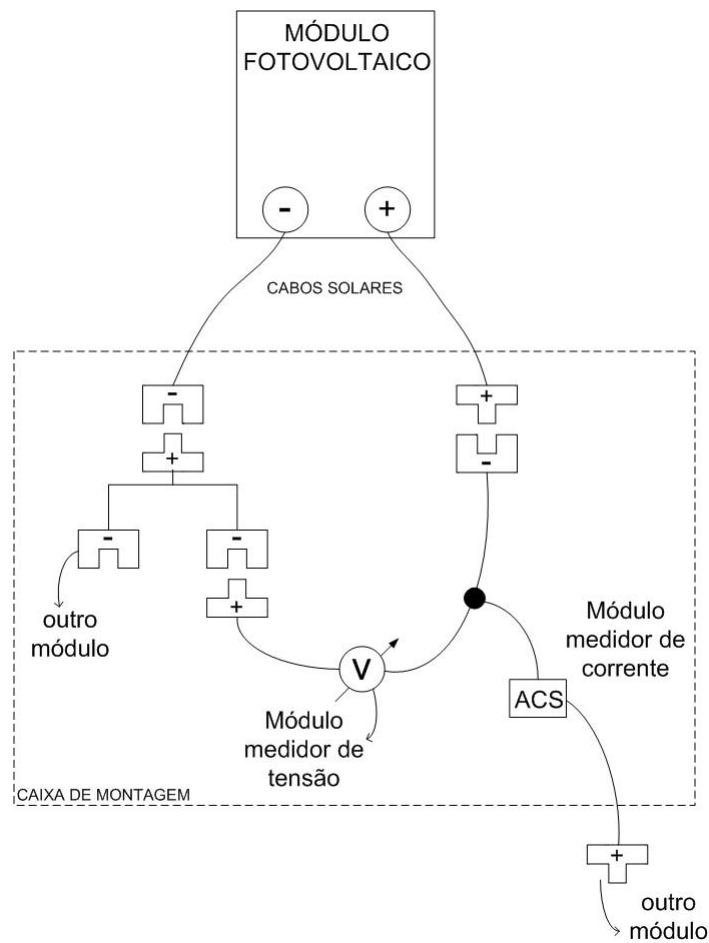 MÓDULO
FOTOVOLTAICO
- +
CABOS SOLARES
- +
+ -
- -
outro
módulo
+
Módulo
medidor de
corrente
V
ACS
Módulo
medidor de
tensão
CAIXA DE MONTAGEM
+
outro
módulo